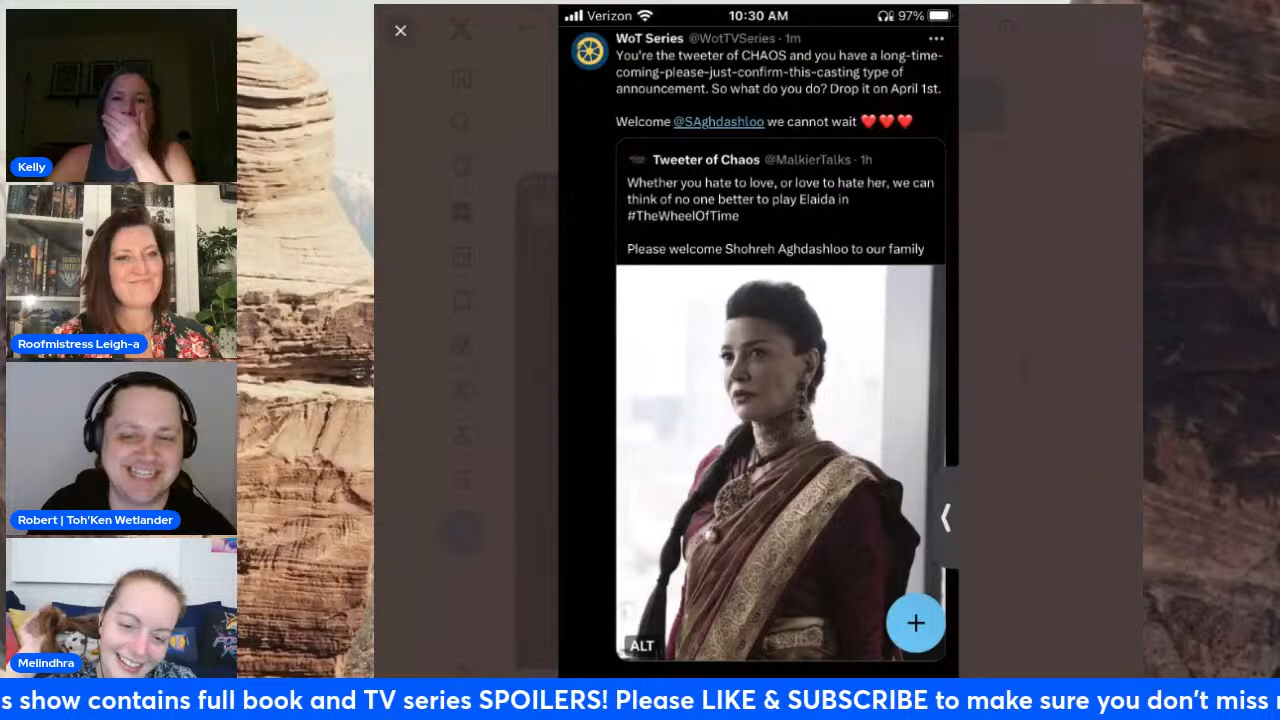 Verizon
10:30 AM
97%
WoT Series @WotTVSeries · 1m
You're the tweeter of CHAOS and you have a long-time-
coming-please-just-confirm-this-casting type of
announcement. So what do you do? Drop it on April 1st.
Welcome @SAghdashloo we cannot wait ❤️❤️❤️
Tweeter of Chaos @MalkierTalks · 1h
Whether you hate to love, or love to hate her, we can
think of no one better to play Elaida in
#TheWheelOfTime
Please welcome Shohreh Aghdashloo to our family
ALT
Kelly
Roofmistress Leigh-a
Robert | Toh'Ken Wetlander
Melindhra
s show contains full book and TV series SPOILERS! Please LIKE & SUBSCRIBE to make sure you don't miss